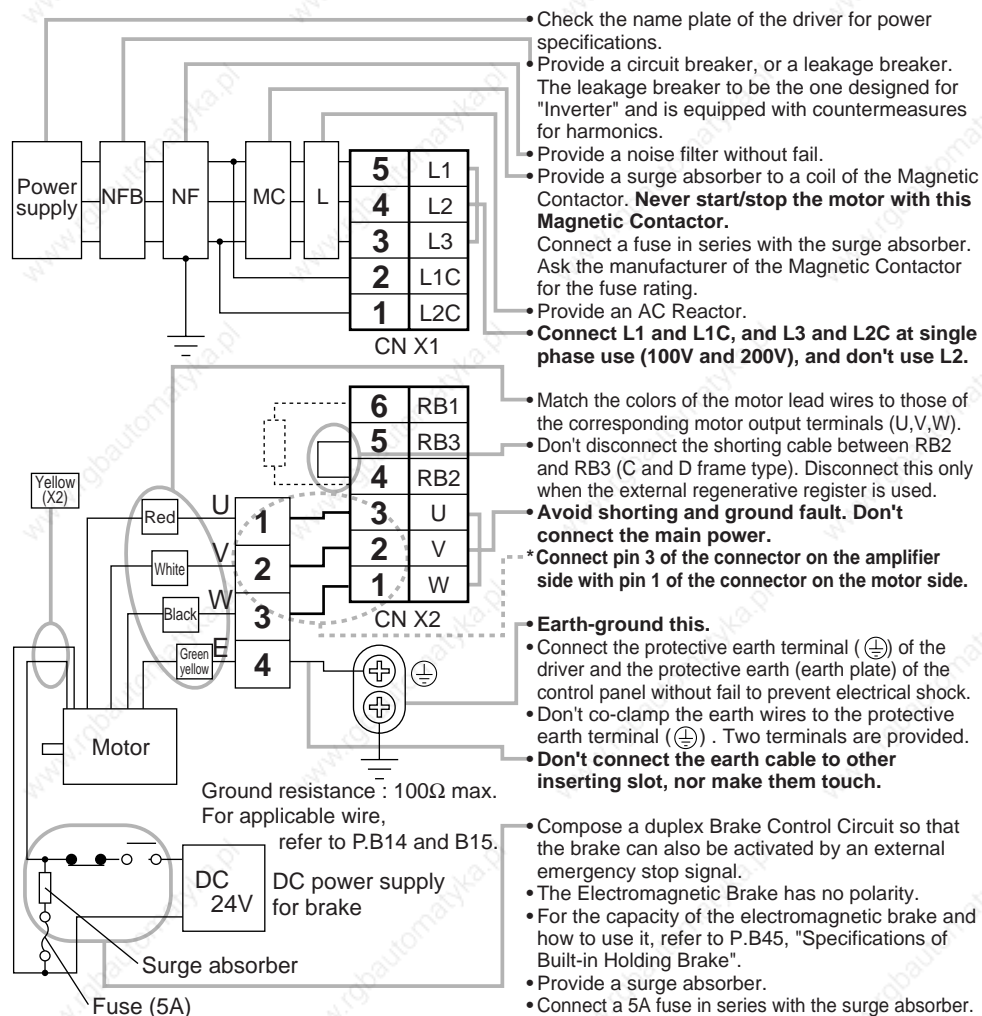 • Check the name plate of the driver for power
specifications.
• Provide a circuit breaker, or a leakage breaker.
The leakage breaker to be the one designed for
"Inverter" and is equipped with countermeasures
for harmonics.
• Provide a noise filter without fail.
• Provide a surge absorber to a coil of the Magnetic
Contactor. Never start/stop the motor with this
Magnetic Contactor.
Connect a fuse in series with the surge absorber.
Ask the manufacturer of the Magnetic Contactor
for the fuse rating.
• Provide an AC Reactor.
• Connect L1 and L1C, and L3 and L2C at single
phase use (100V and 200V), and don't use L2.
Power
supply
NFB
NF
MC
L
5 L1
4 L2
3 L3
2 L1C
1 L2C
CN X1
• Match the colors of the motor lead wires to those of
the corresponding motor output terminals (U,V,W).
• Don't disconnect the shorting cable between RB2
and RB3 (C and D frame type). Disconnect this only
when the external regenerative register is used.
• Avoid shorting and ground fault. Don't
connect the main power.
*Connect pin 3 of the connector on the amplifier
side with pin 1 of the connector on the motor side.
6 RB1
5 RB3
4 RB2
3 U
2 V
1 W
CN X2
Yellow
(X2)
Red U 1
White V 2
Black W 3
Green
yellow
E 4
Motor
• Earth-ground this.
• Connect the protective earth terminal ( ) of the
driver and the protective earth (earth plate) of the
control panel without fail to prevent electrical shock.
• Don't co-clamp the earth wires to the protective
earth terminal ( ) . Two terminals are provided.
• Don't connect the earth cable to other
inserting slot, nor make them touch.
Ground resistance : 100Ω max.
For applicable wire,
refer to P.B14 and B15.
• Compose a duplex Brake Control Circuit so that
the brake can also be activated by an external
emergency stop signal.
• The Electromagnetic Brake has no polarity.
• For the capacity of the electromagnetic brake and
how to use it, refer to P.B45, "Specifications of
Built-in Holding Brake".
• Provide a surge absorber.
• Connect a 5A fuse in series with the surge absorber.
DC
24V
DC power supply
for brake
Surge absorber
Fuse (5A)
www.rgbautomatyka.pl